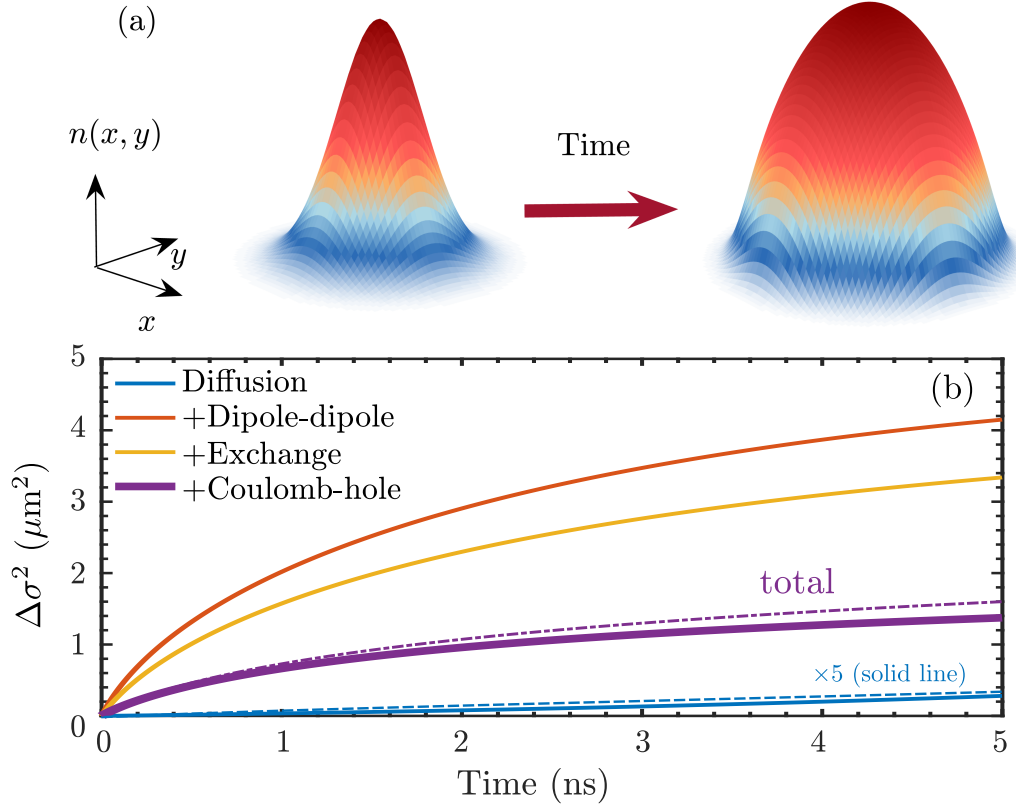 (a)
n(x, y)
Time
y
x
(b)
Diffusion
+Dipole-dipole
+Exchange
+Coulomb-hole
total
×5 (solid line)
Δσ² (μm²)
5
4
3
2
1
0
0 1 2 3 4 5
Time (ns)